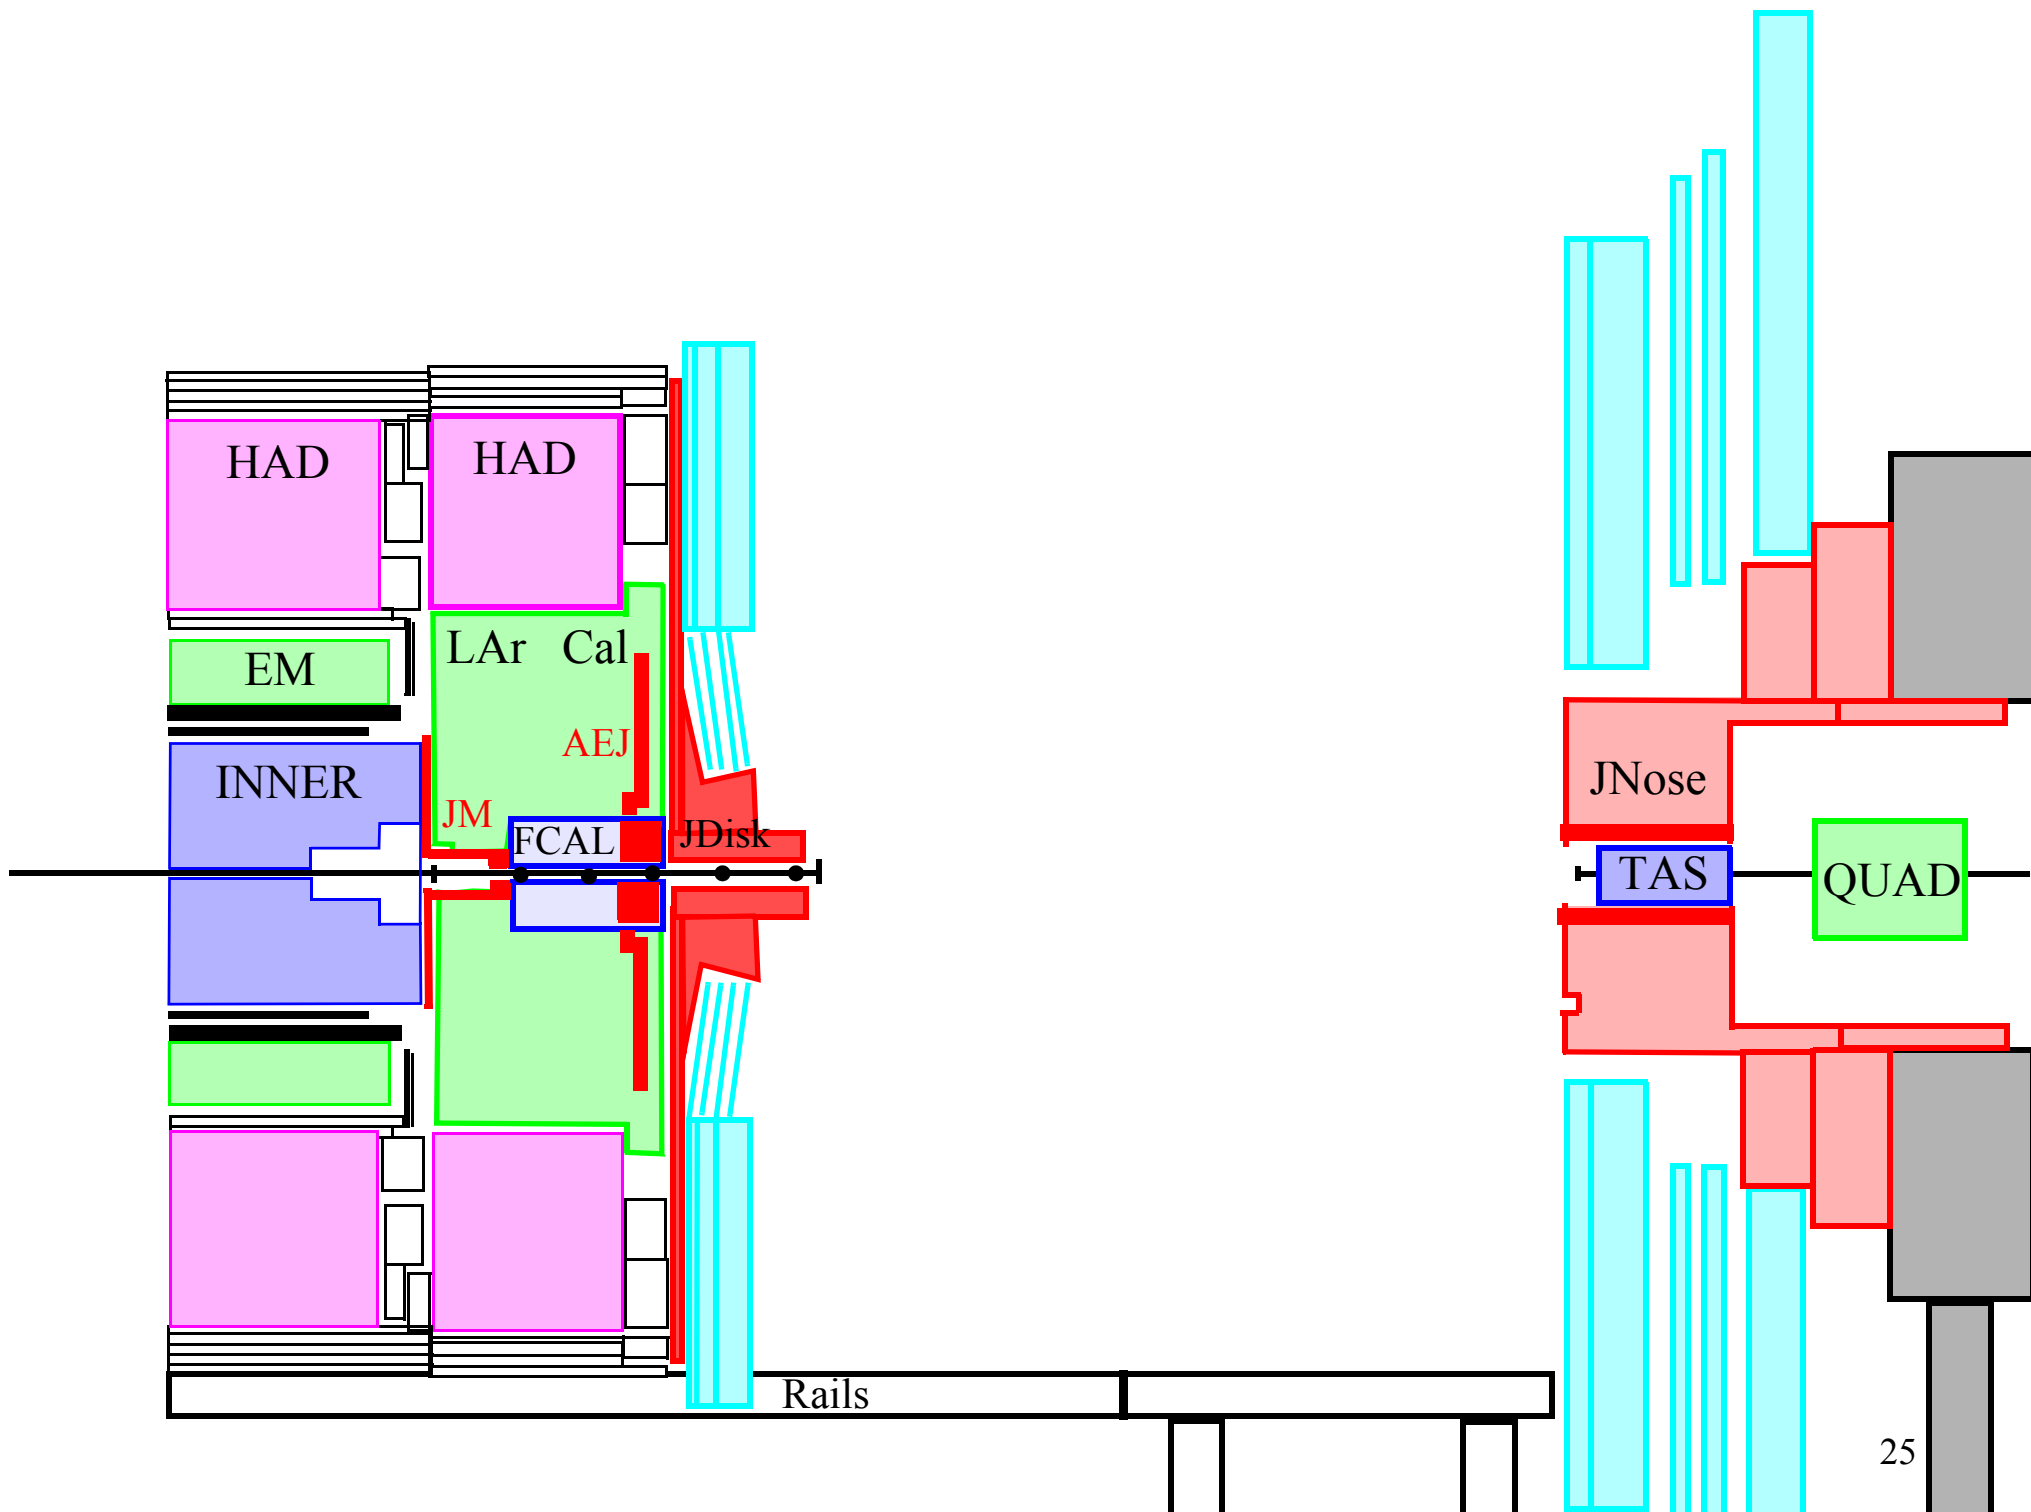 HAD
HAD
LAr Cal
EM
AEJ
INNER
JM
FCAL
JDisk
JNose
TAS
QUAD
Rails
25